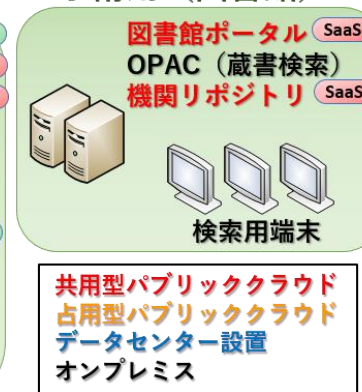 図書館ポータル SaaS
OPAC（蔵書検索）
機関リポジトリ SaaS
検索用端末
共用型パブリッククラウド
占用型パブリッククラウド
データセンター設置
オンプレミス